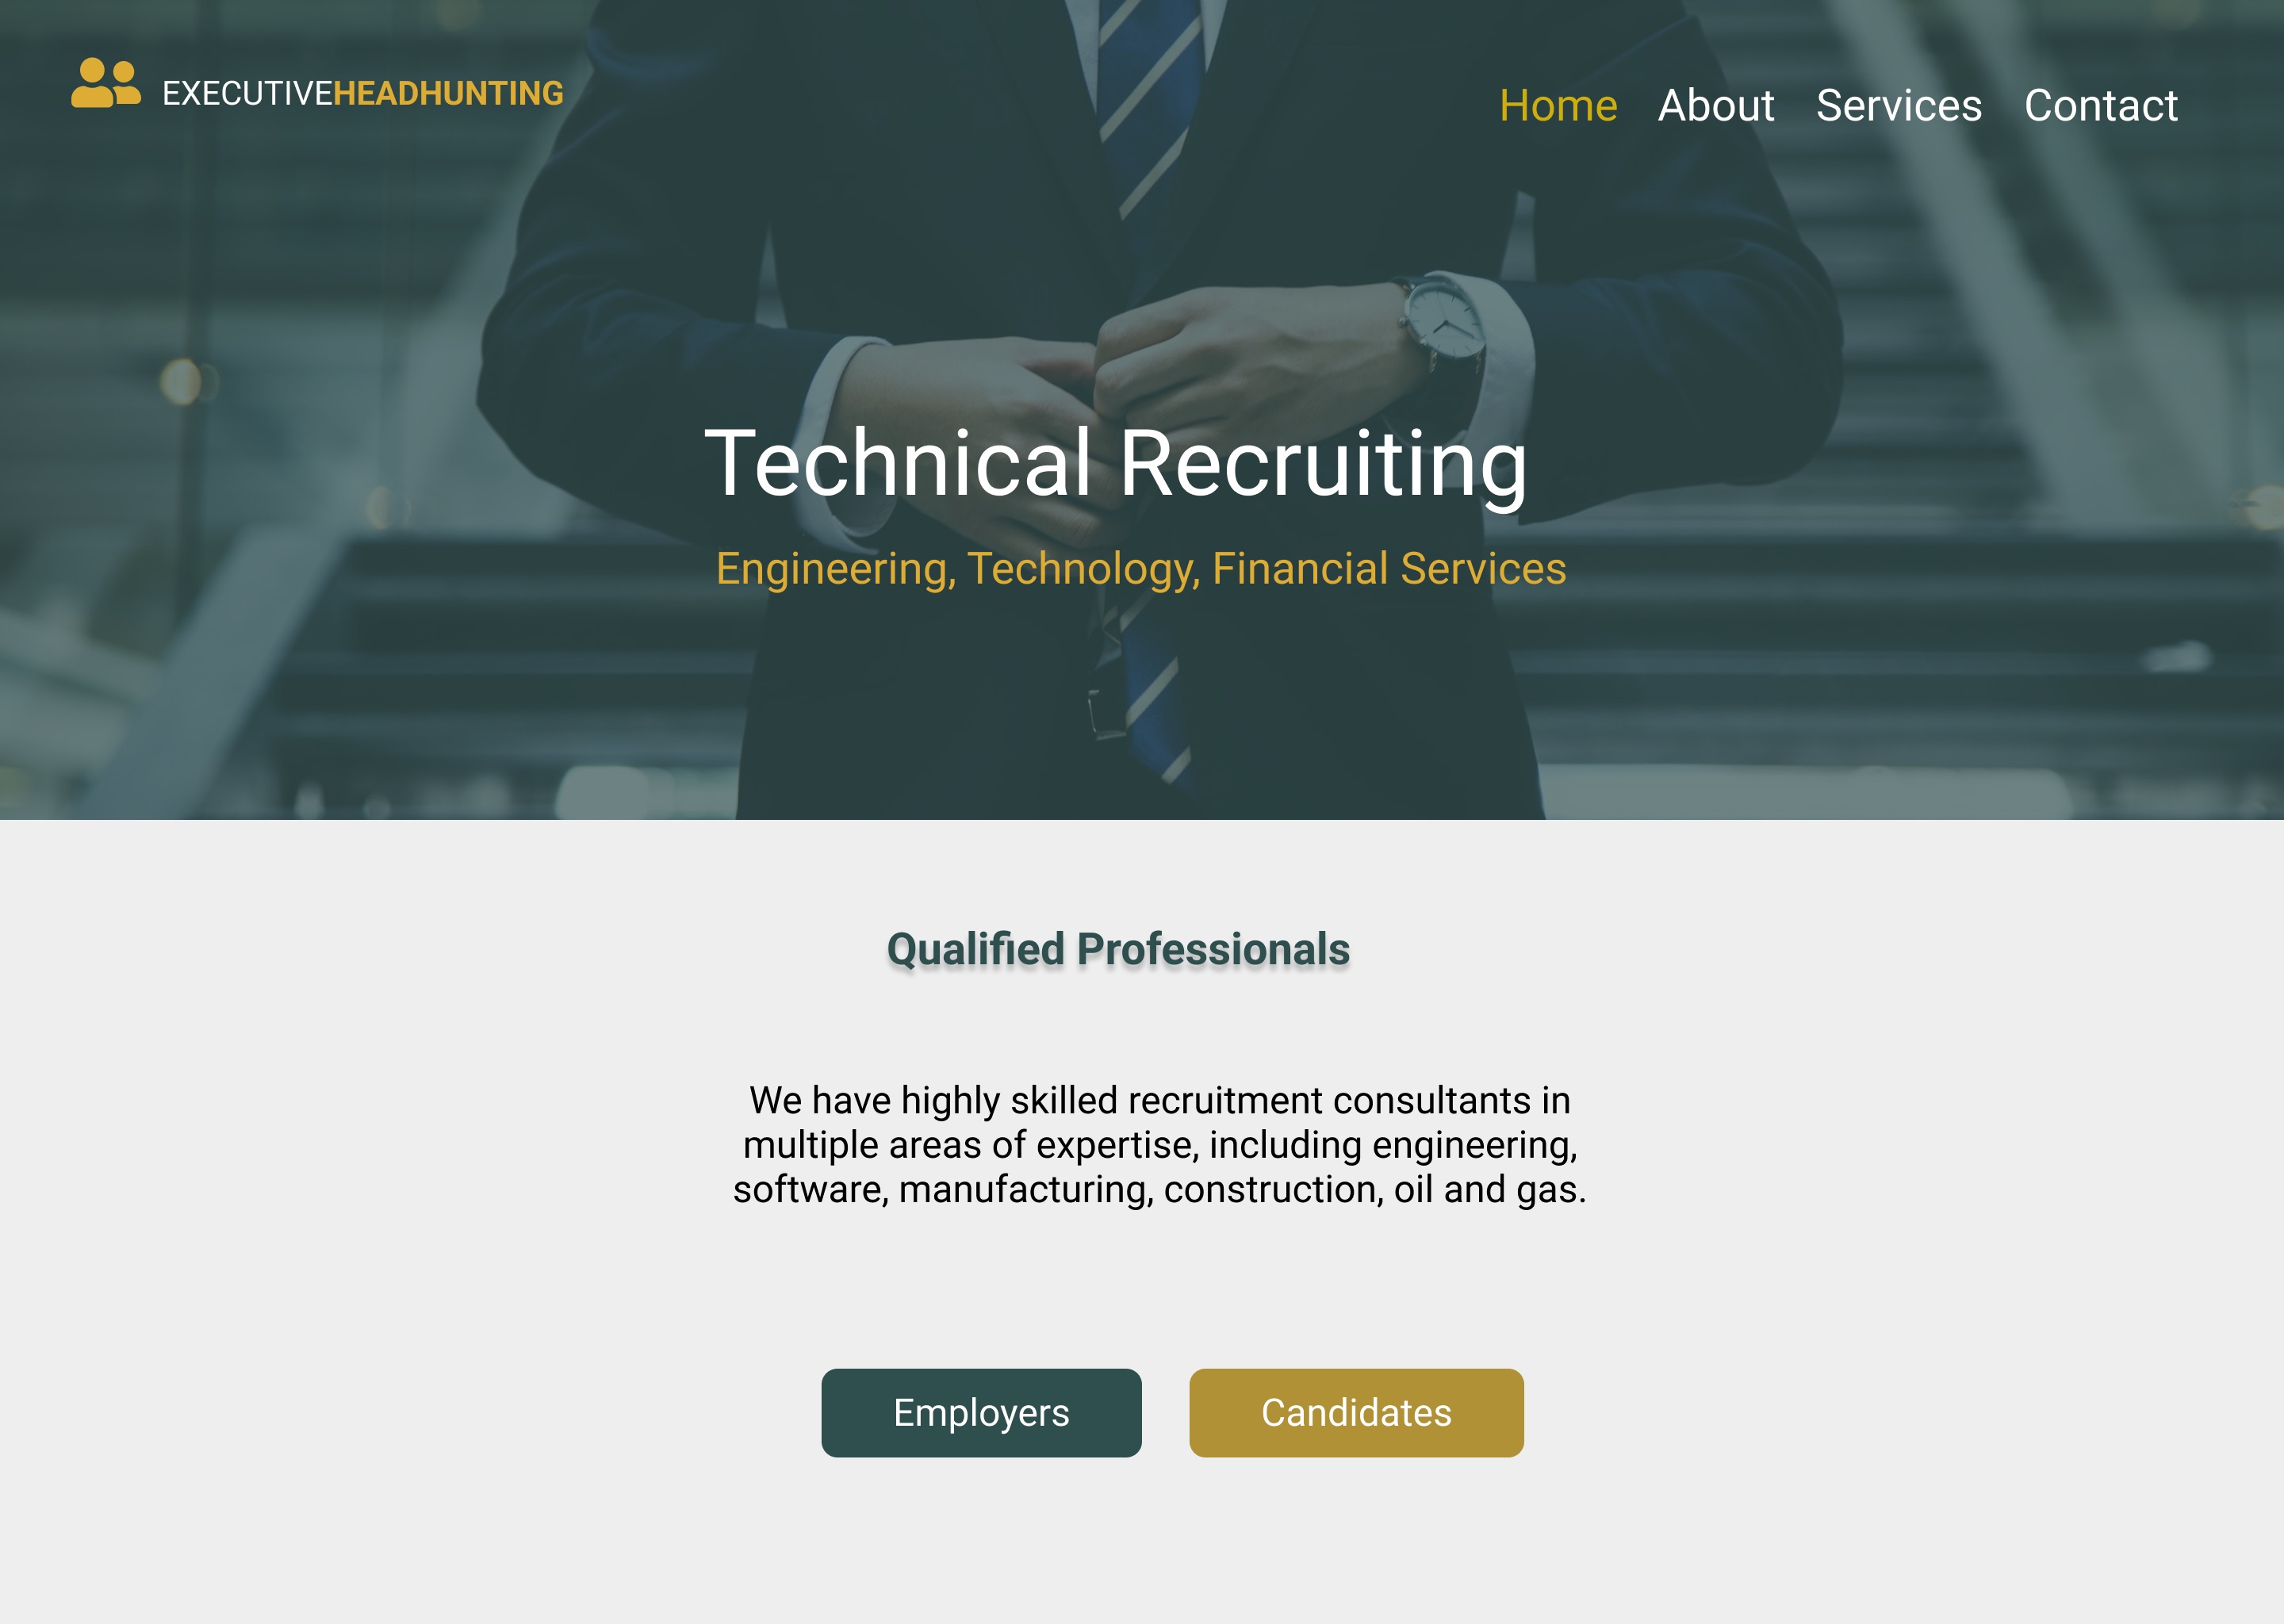 EXECUTIVEHEADHUNTING
Home About Services Contact
Technical Recruiting
Engineering, Technology, Financial Services
Qualified Professionals
We have highly skilled recruitment consultants in
multiple areas of expertise, including engineering,
software, manufacturing, construction, oil and gas.
Employers Candidates